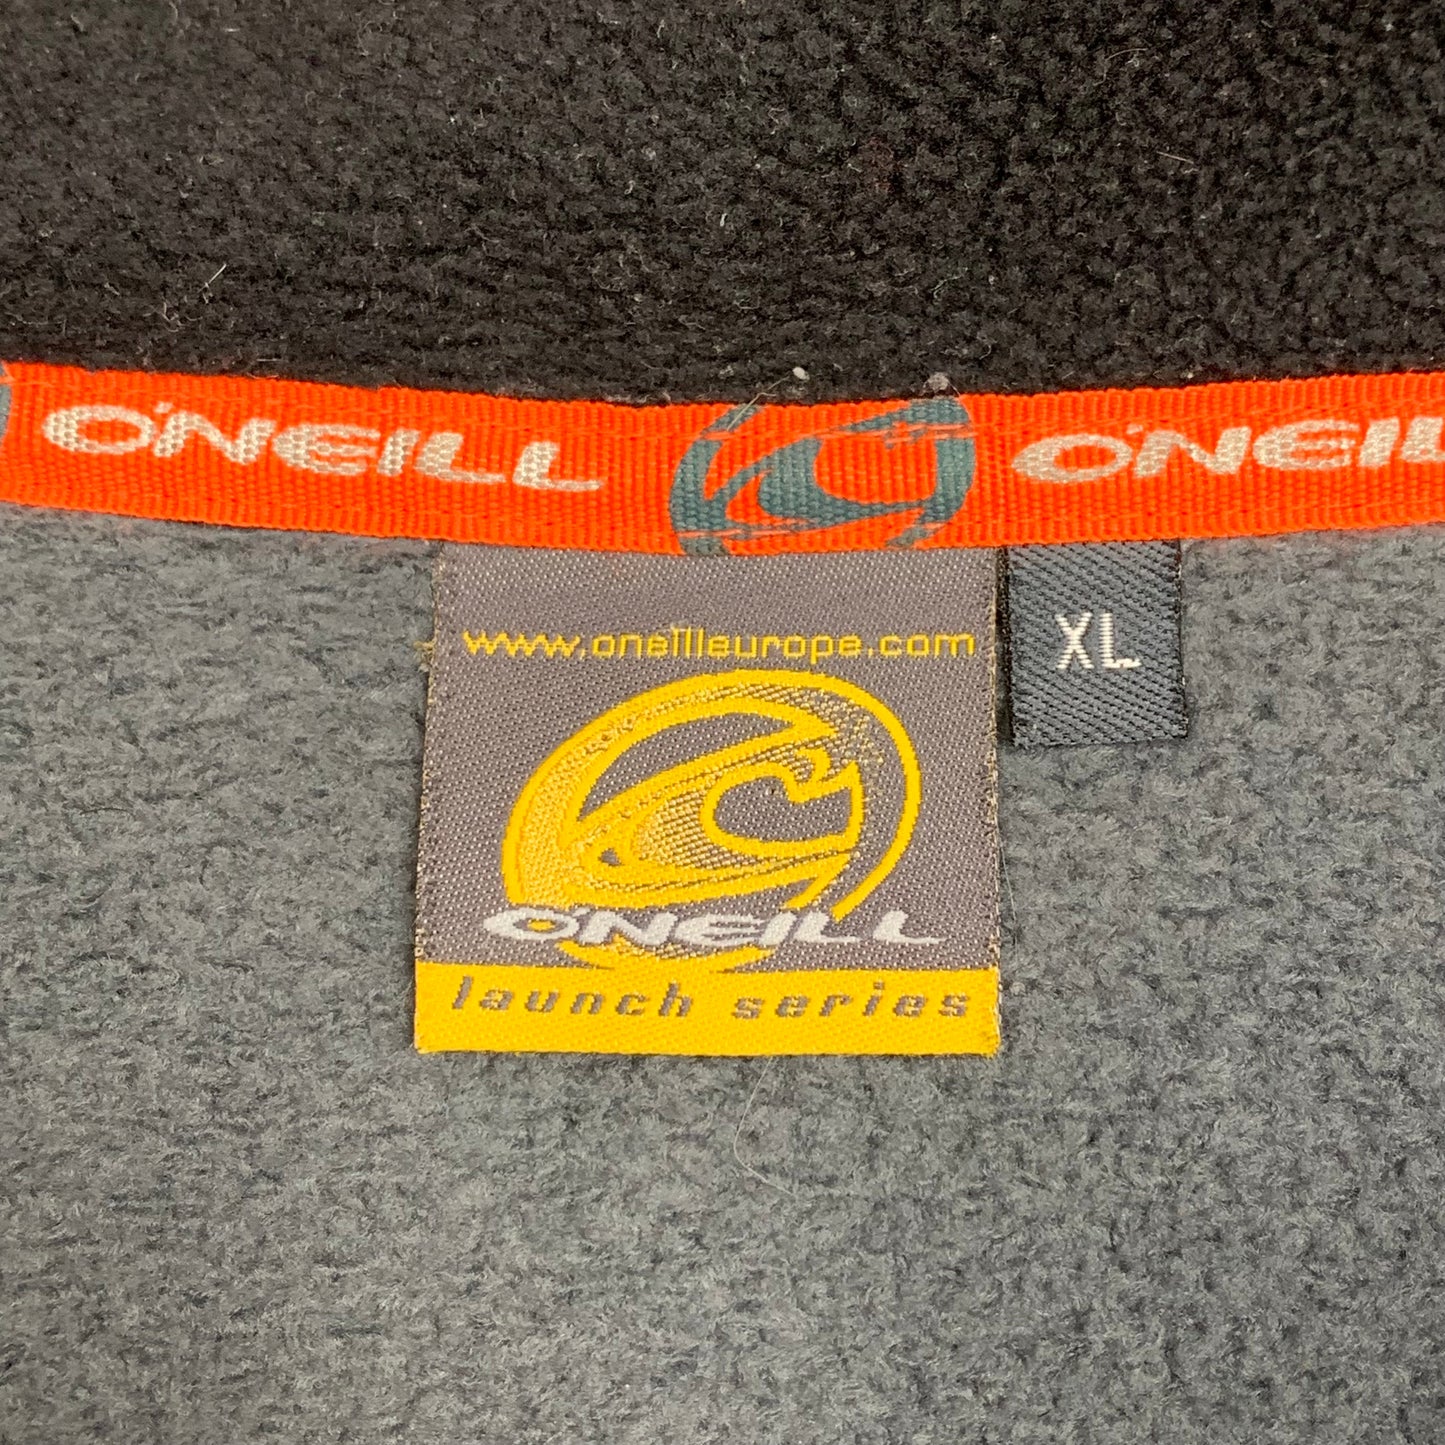 O'NEILL O'NEILL
www.oneilleurope.com
XL
O'NEILL
launch series